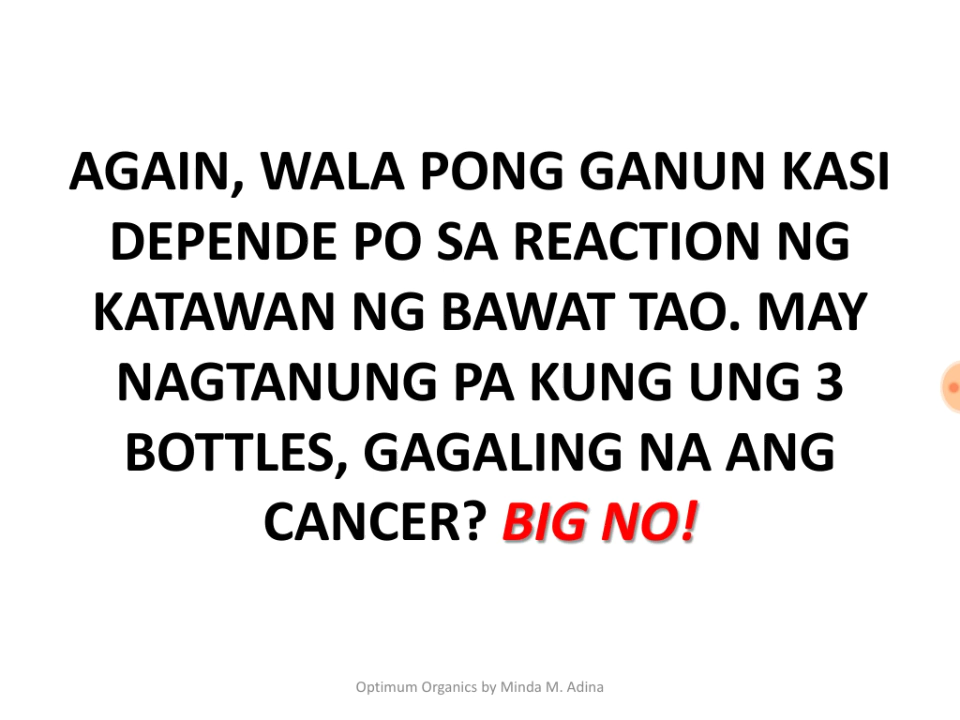 AGAIN, WALA PONG GANUN KASI
DEPENDE PO SA REACTION NG
KATAWAN NG BAWAT TAO. MAY
NAGTANUNG PA KUNG UNG 3
BOTTLES, GAGALING NA ANG
CANCER? BIG NO!
Optimum Organics by Minda M. Adina